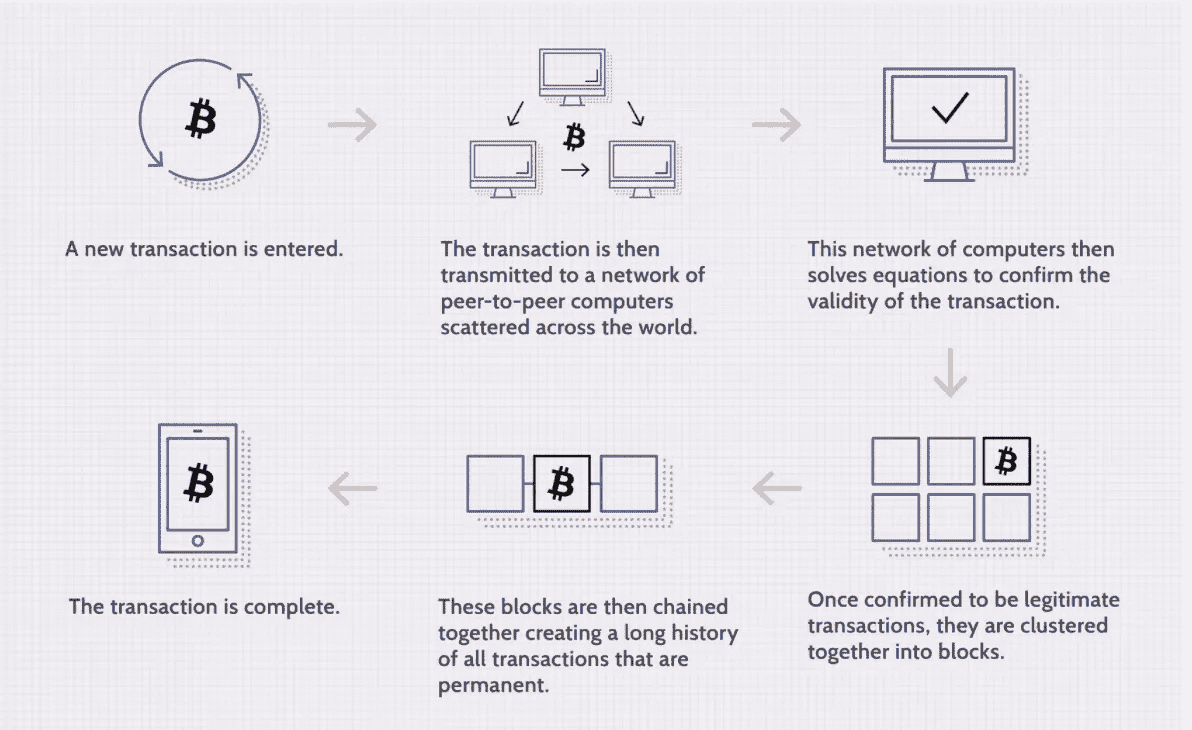 A new transaction is entered.
The transaction is then
transmitted to a network of
peer-to-peer computers
scattered across the world.
This network of computers then
solves equations to confirm the
validity of the transaction.
Once confirmed to be legitimate
transactions, they are clustered
together into blocks.
These blocks are then chained
together creating a long history
of all transactions that are
permanent.
The transaction is complete.